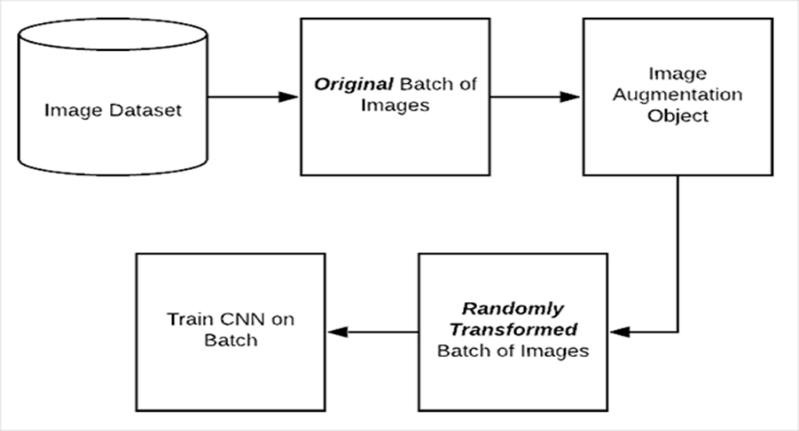 Image Dataset
Original Batch of
Images
Image
Augmentation
Object
Train CNN on
Batch
Randomly
Transformed
Batch of Images